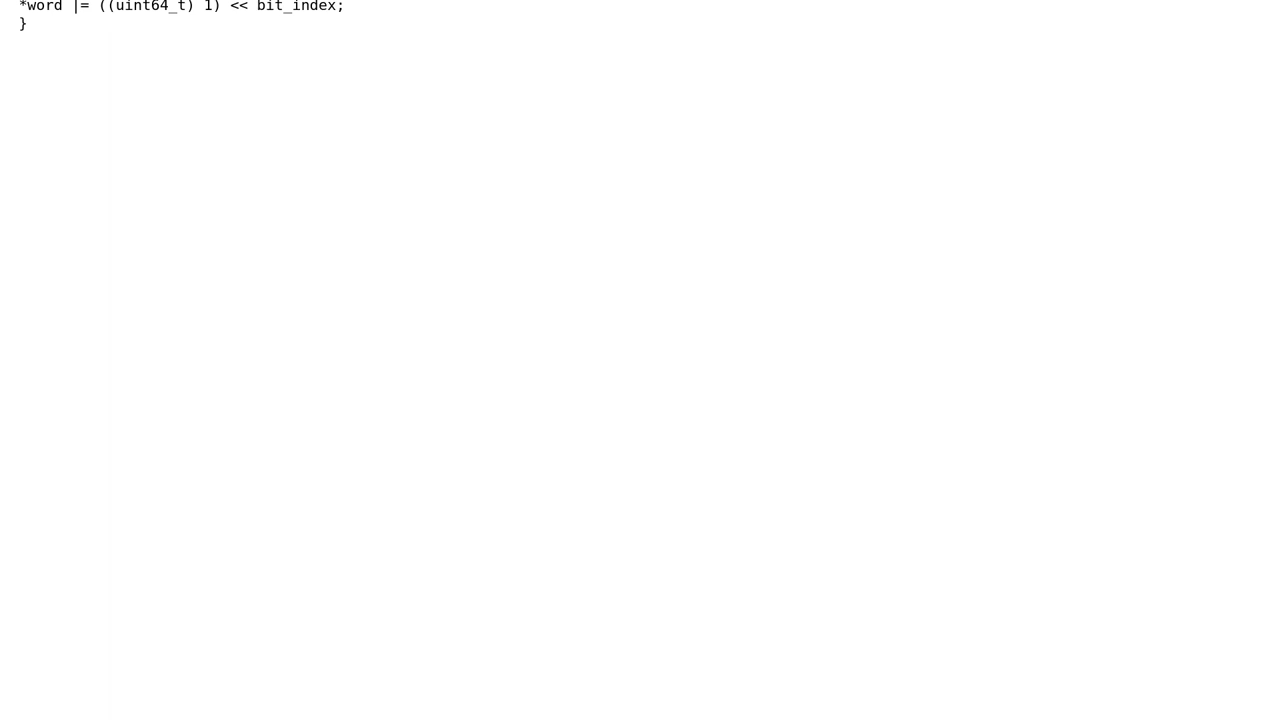 *word |= ((uint64_t) 1) << bit_index;
}